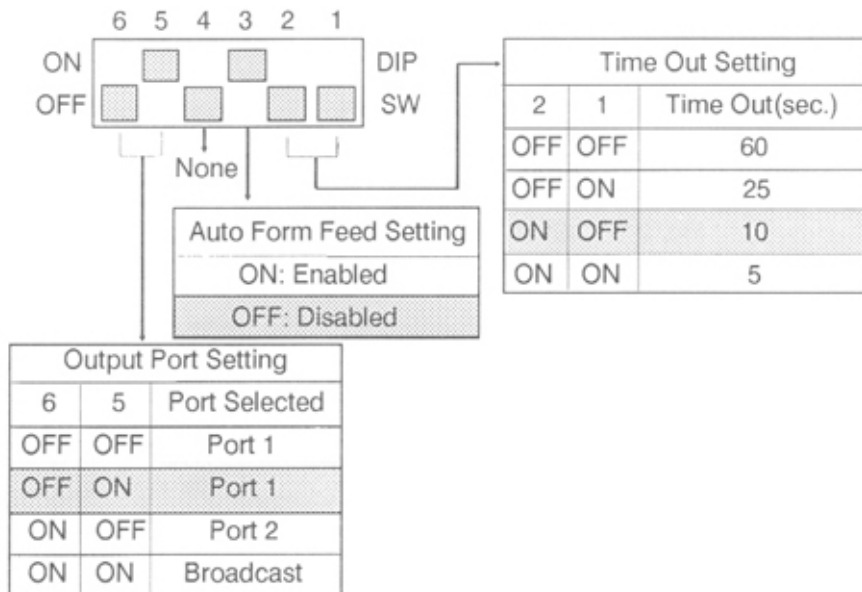 6 5 4 3 2 1
ON DIP
OFF SW
None
Time Out Setting
2 1 Time Out(sec.)
OFF OFF 60
OFF ON 25
ON OFF 10
ON ON 5
Auto Form Feed Setting
ON: Enabled
OFF: Disabled
Output Port Setting
6 5 Port Selected
OFF OFF Port 1
OFF ON Port 1
ON OFF Port 2
ON ON Broadcast